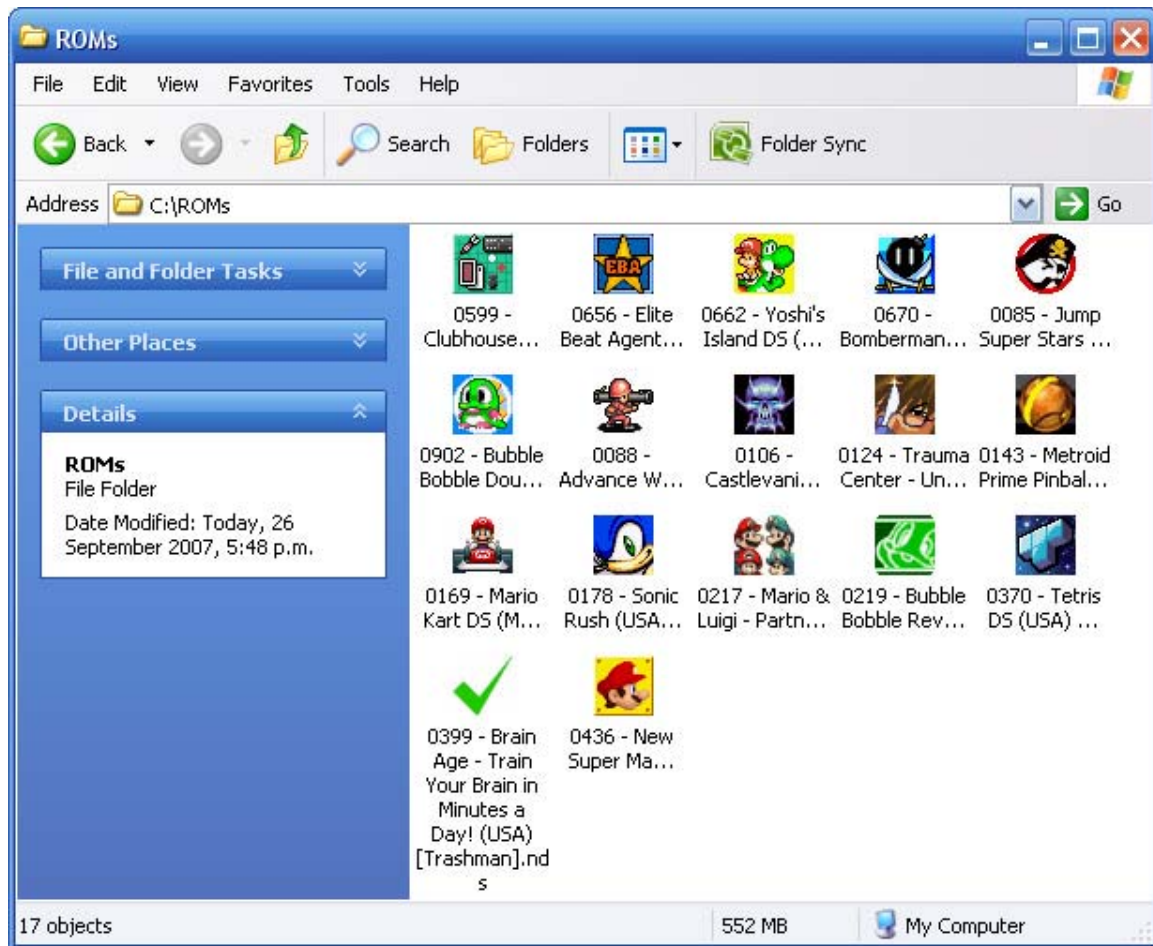 ROMs
File Edit View Favorites Tools Help
Back Search Folders Folder Sync
Address C:\ROMs Go
File and Folder Tasks
Other Places
Details
ROMs
File Folder
Date Modified: Today, 26
September 2007, 5:48 p.m.
0599 -
Clubhouse...
0656 - Elite
Beat Agent...
EBA
0662 - Yoshi's
Island DS (...
0670 -
Bomberman...
0085 - Jump
Super Stars ...
0902 - Bubble
Bobble Dou...
0088 -
Advance W...
0106 -
Castlevani...
0124 - Trauma
Center - Un...
0143 - Metroid
Prime Pinbal...
0169 - Mario
Kart DS (M...
0178 - Sonic
Rush (USA...
0217 - Mario &
Luigi - Partn...
0219 - Bubble
Bobble Rev...
0370 - Tetris
DS (USA) ...
0399 - Brain
Age - Train
Your Brain in
Minutes a
Day! (USA)
[Trashman].nd
s
0436 - New
Super Ma...
17 objects 552 MB My Computer